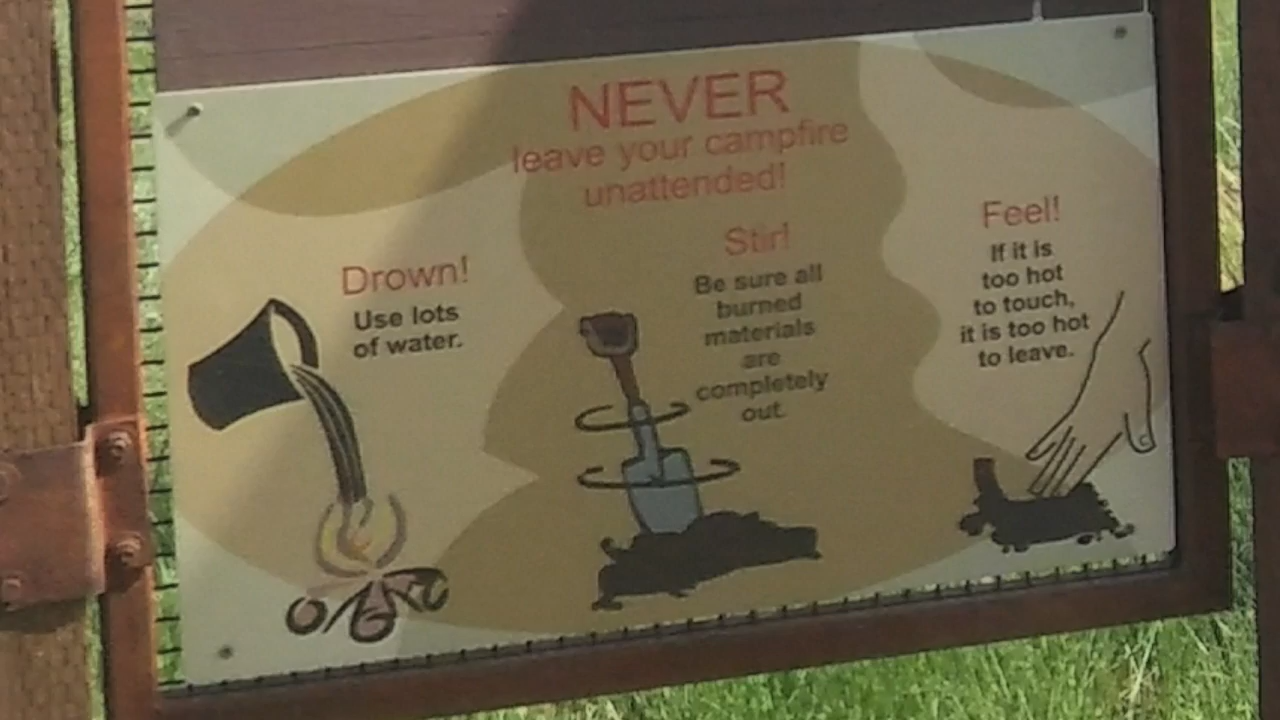 NEVER
leave your campfire
unattended!
Drown!
Use lots
of water.
Stir!
Be sure all
burned
materials
are
completely
out.
Feel!
If it is
too hot
to touch,
it is too hot
to leave.